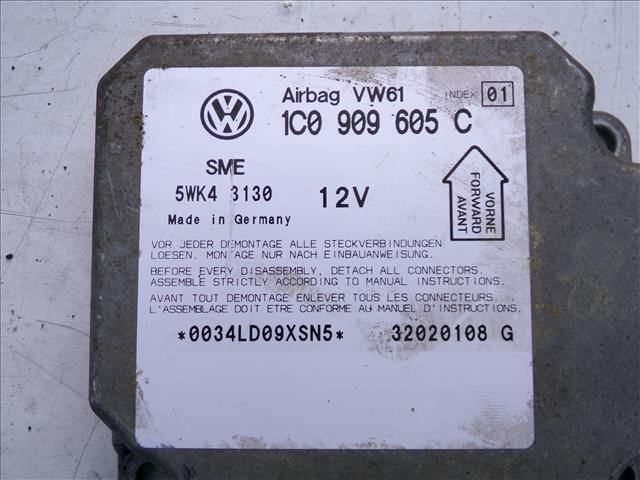 Airbag VW61 INDEX 01
1C0 909 605 C
SME
5WK4 3130 12V
Made in Germany
VORNE
FORWARD
AVANT
VOR JEDER DEMONTAGE ALLE STECKVERBINDUNGEN
LOESEN. MONTAGE NUR NACH EINBAUANWEISUNG.
BEFORE EVERY DISASSEMBLY, DETACH ALL CONNECTORS.
ASSEMBLE STRICTLY ACCORDING TO MANUAL INSTRUCTIONS.
AVANT TOUT DEMONTAGE ENLEVER TOUS LES CONNECTEURS.
L'ASSEMBLAGE DOIT ETRE CONFORME AU MANUEL D'INSTRUCTIONS.
*0034LD09XSN5* 32020108 G